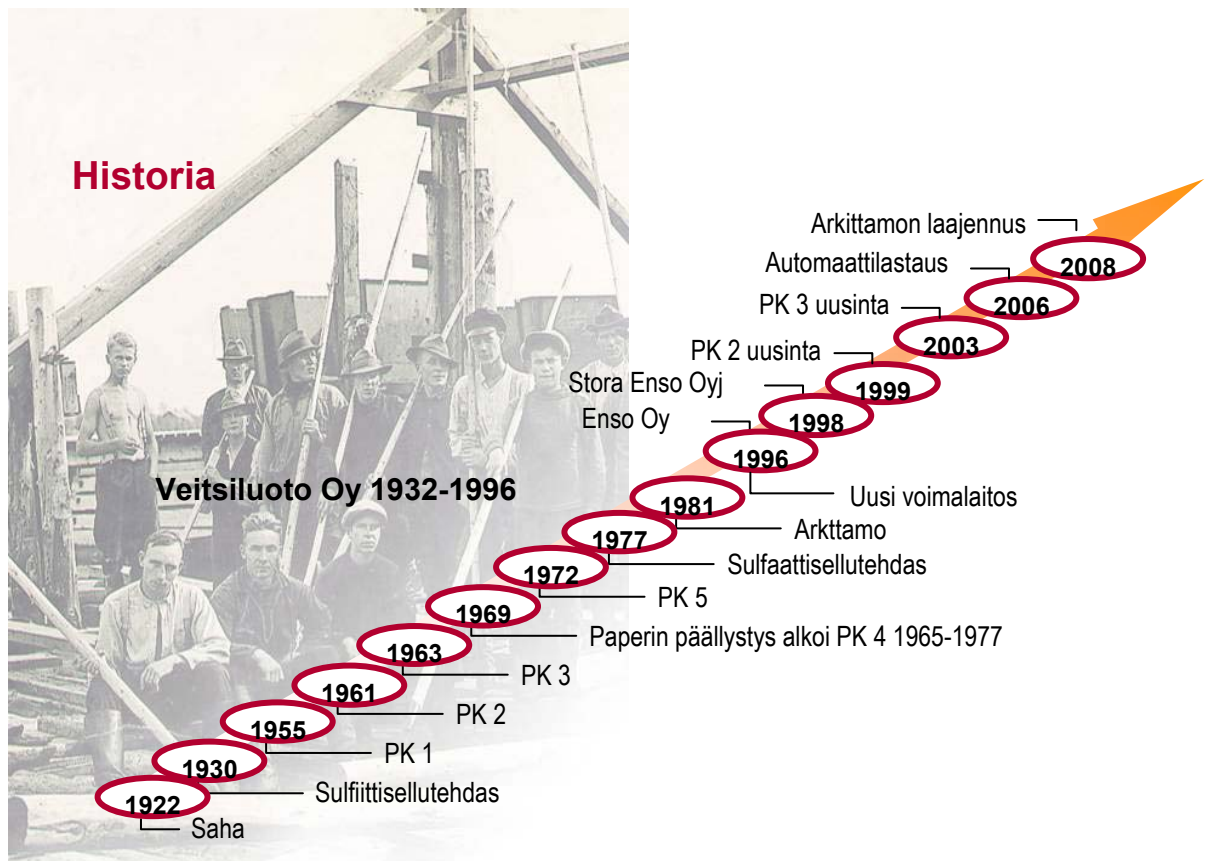 Historia
Veitsiluoto Oy 1932-1996
1922
Saha
1930
Sulfiittisellutehdas
1955
PK 1
1961
PK 2
1963
PK 3
1969
Paperin päällystys alkoi PK 4 1965-1977
1972
PK 5
1977
Sulfaattisellutehdas
1981
Arkttamo
1996
Enso Oy
Uusi voimalaitos
1998
Stora Enso Oyj
1999
PK 2 uusinta
2003
PK 3 uusinta
2006
Automaattilastaus
2008
Arkittamon laajennus